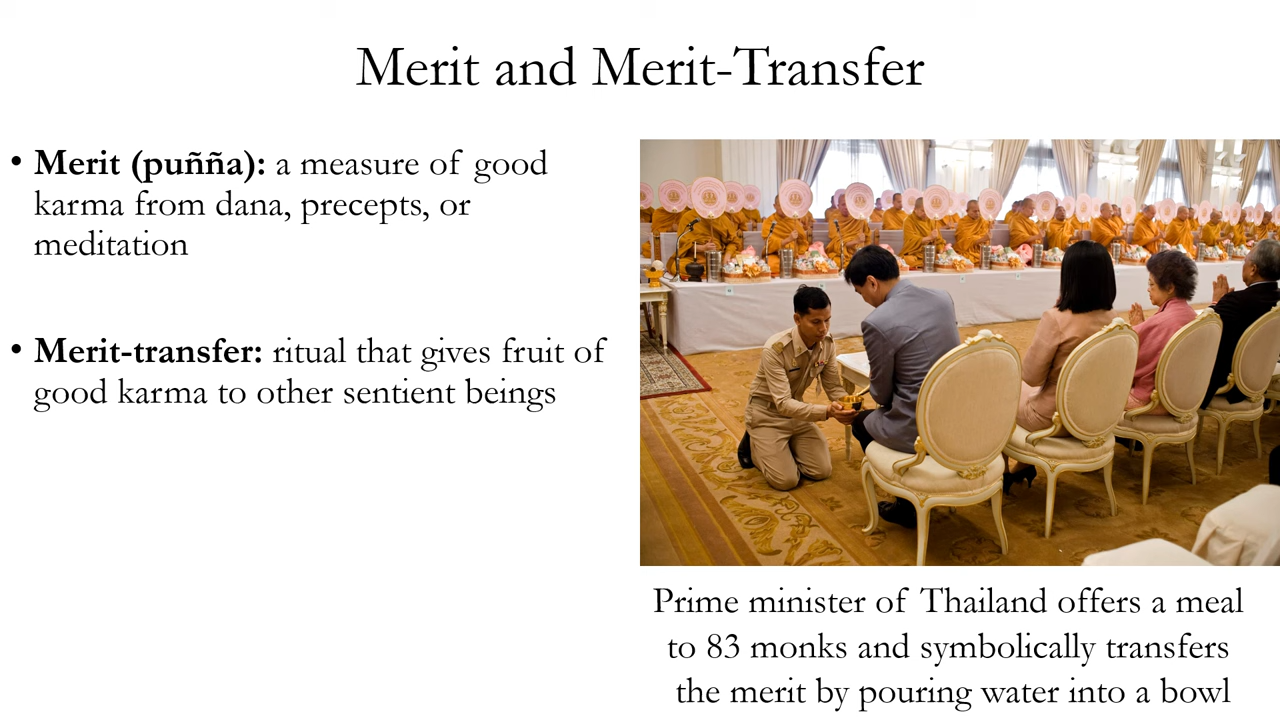 Merit and Merit-Transfer
• Merit (puñña): a measure of good
karma from dana, precepts, or
meditation
• Merit-transfer: ritual that gives fruit of
good karma to other sentient beings
Prime minister of Thailand offers a meal
to 83 monks and symbolically transfers
the merit by pouring water into a bowl